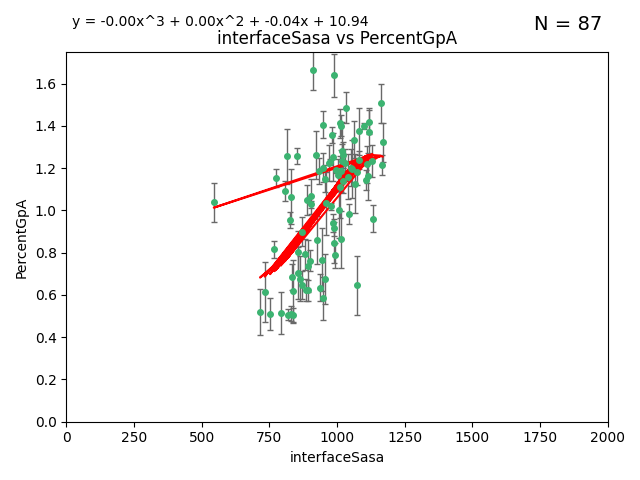 y = -0.00x^3 + 0.00x^2 + -0.04x + 10.94
N = 87
interfaceSasa vs PercentGpA
1.6
1.4
1.2
1.0
0.8
0.6
0.4
0.2
0.0
PercentGpA
0 250 500 750 1000 1250 1500 1750 2000
interfaceSasa